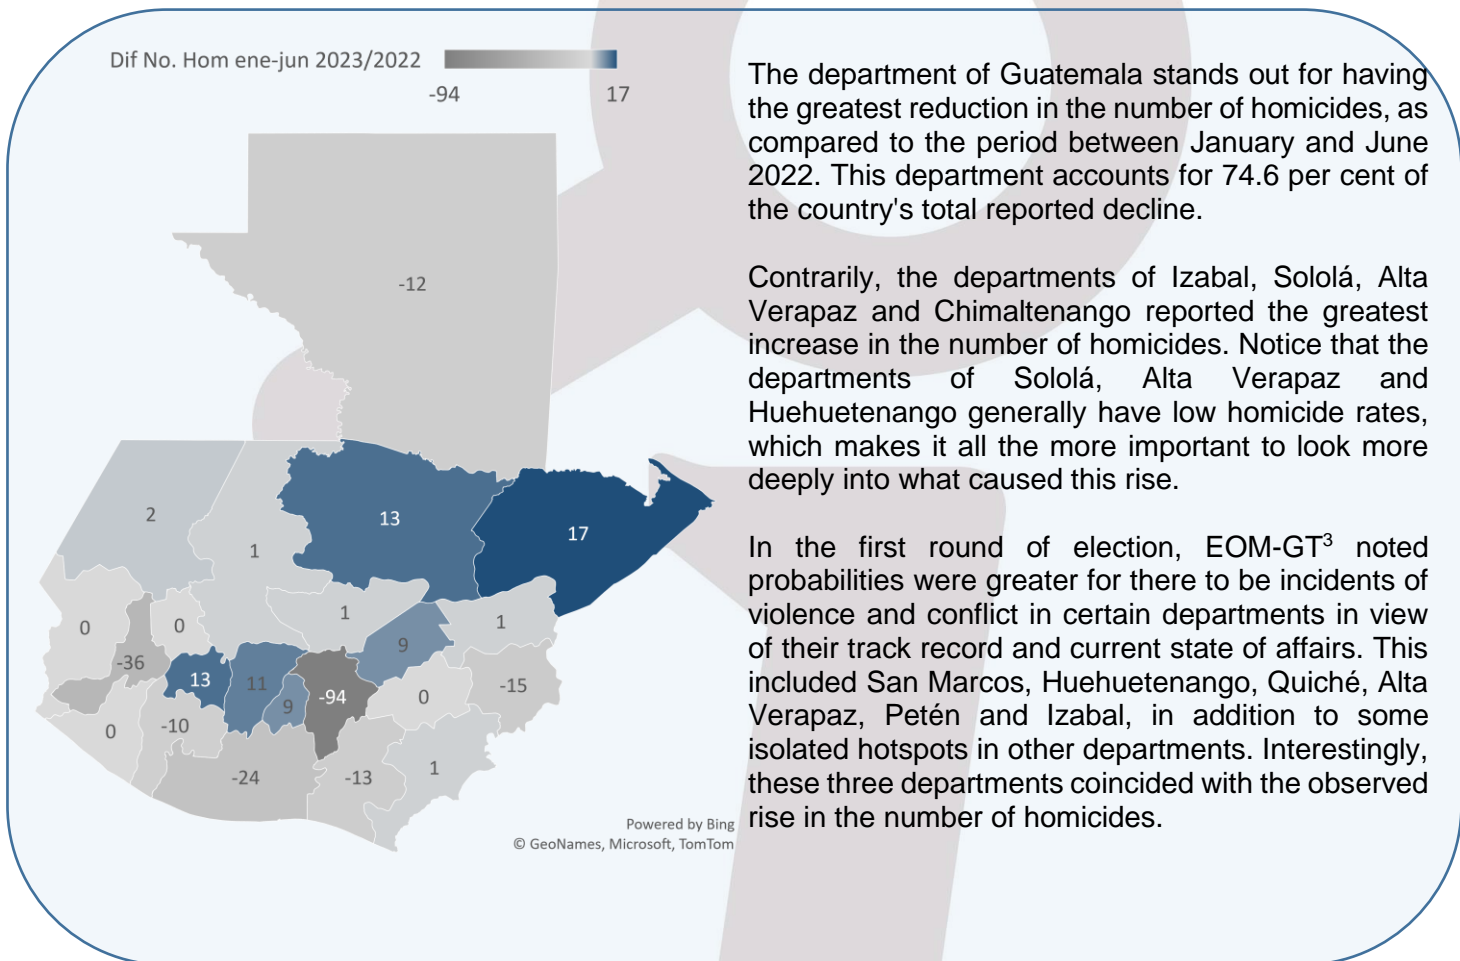 Dif No. Hom ene-jun 2023/2022
-94
17
-12
2
1
13
17
0
0
1
1
9
-36
13
11
9
-94
0
-15
0
-10
-24
-13
1
Powered by Bing
© GeoNames, Microsoft, TomTom
The department of Guatemala stands out for having
the greatest reduction in the number of homicides, as
compared to the period between January and June
2022. This department accounts for 74.6 per cent of
the country's total reported decline.
Contrarily, the departments of Izabal, Sololá, Alta
Verapaz and Chimaltenango reported the greatest
increase in the number of homicides. Notice that the
departments of Sololá, Alta Verapaz and
Huehuetenango generally have low homicide rates,
which makes it all the more important to look more
deeply into what caused this rise.
In the first round of election, EOM-GT³ noted
probabilities were greater for there to be incidents of
violence and conflict in certain departments in view
of their track record and current state of affairs. This
included San Marcos, Huehuetenango, Quiché, Alta
Verapaz, Petén and Izabal, in addition to some
isolated hotspots in other departments. Interestingly,
these three departments coincided with the observed
rise in the number of homicides.